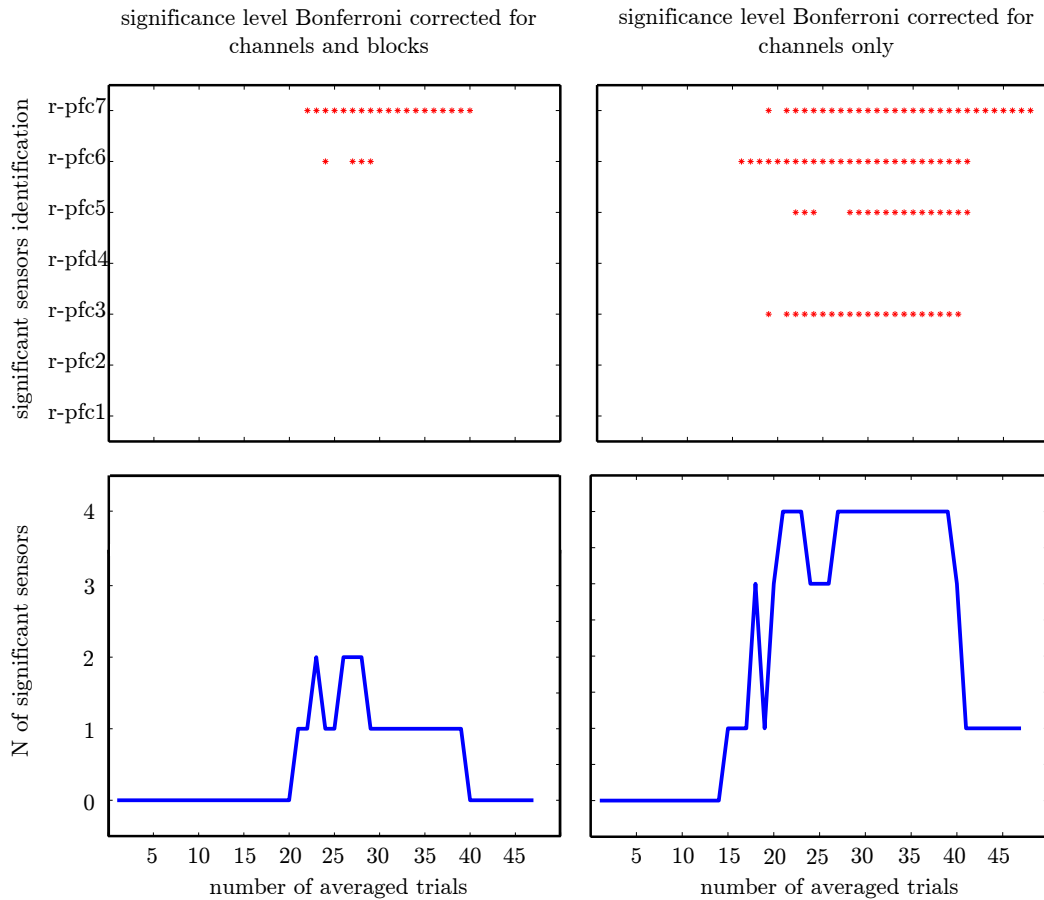 significance level Bonferroni corrected for
channels and blocks
significance level Bonferroni corrected for
channels only
significant sensors identification
r-pfc7
r-pfc6
r-pfc5
r-pfd4
r-pfc3
r-pfc2
r-pfc1
N of significant sensors
4
3
2
1
0
5 10 15 20 25 30 35 40 45
number of averaged trials
5 10 15 20 25 30 35 40 45
number of averaged trials